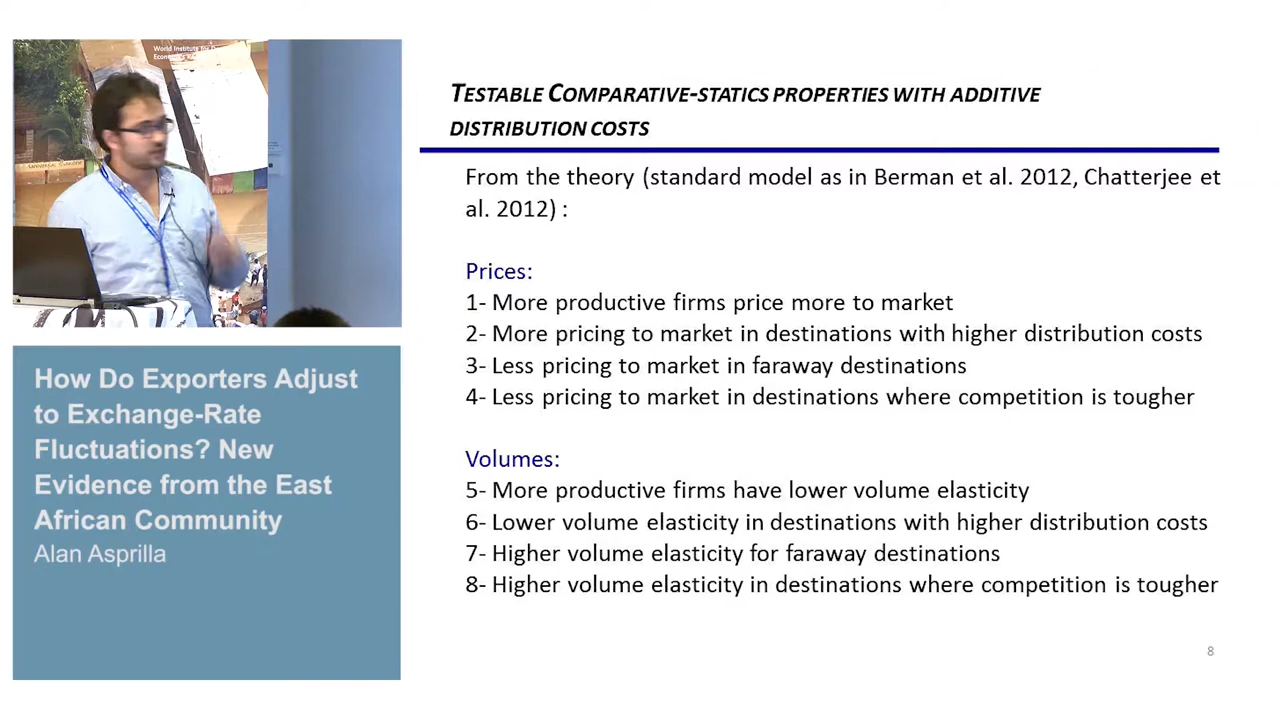 World Institute for D
TESTABLE COMPARATIVE-STATICS PROPERTIES WITH ADDITIVE
DISTRIBUTION COSTS
From the theory (standard model as in Berman et al. 2012, Chatterjee et
al. 2012) :
Prices:
1- More productive firms price more to market
2- More pricing to market in destinations with higher distribution costs
3- Less pricing to market in faraway destinations
4- Less pricing to market in destinations where competition is tougher
Volumes:
5- More productive firms have lower volume elasticity
6- Lower volume elasticity in destinations with higher distribution costs
7- Higher volume elasticity for faraway destinations
8- Higher volume elasticity in destinations where competition is tougher
8
How Do Exporters Adjust
to Exchange-Rate
Fluctuations? New
Evidence from the East
African Community
Alan Asprilla